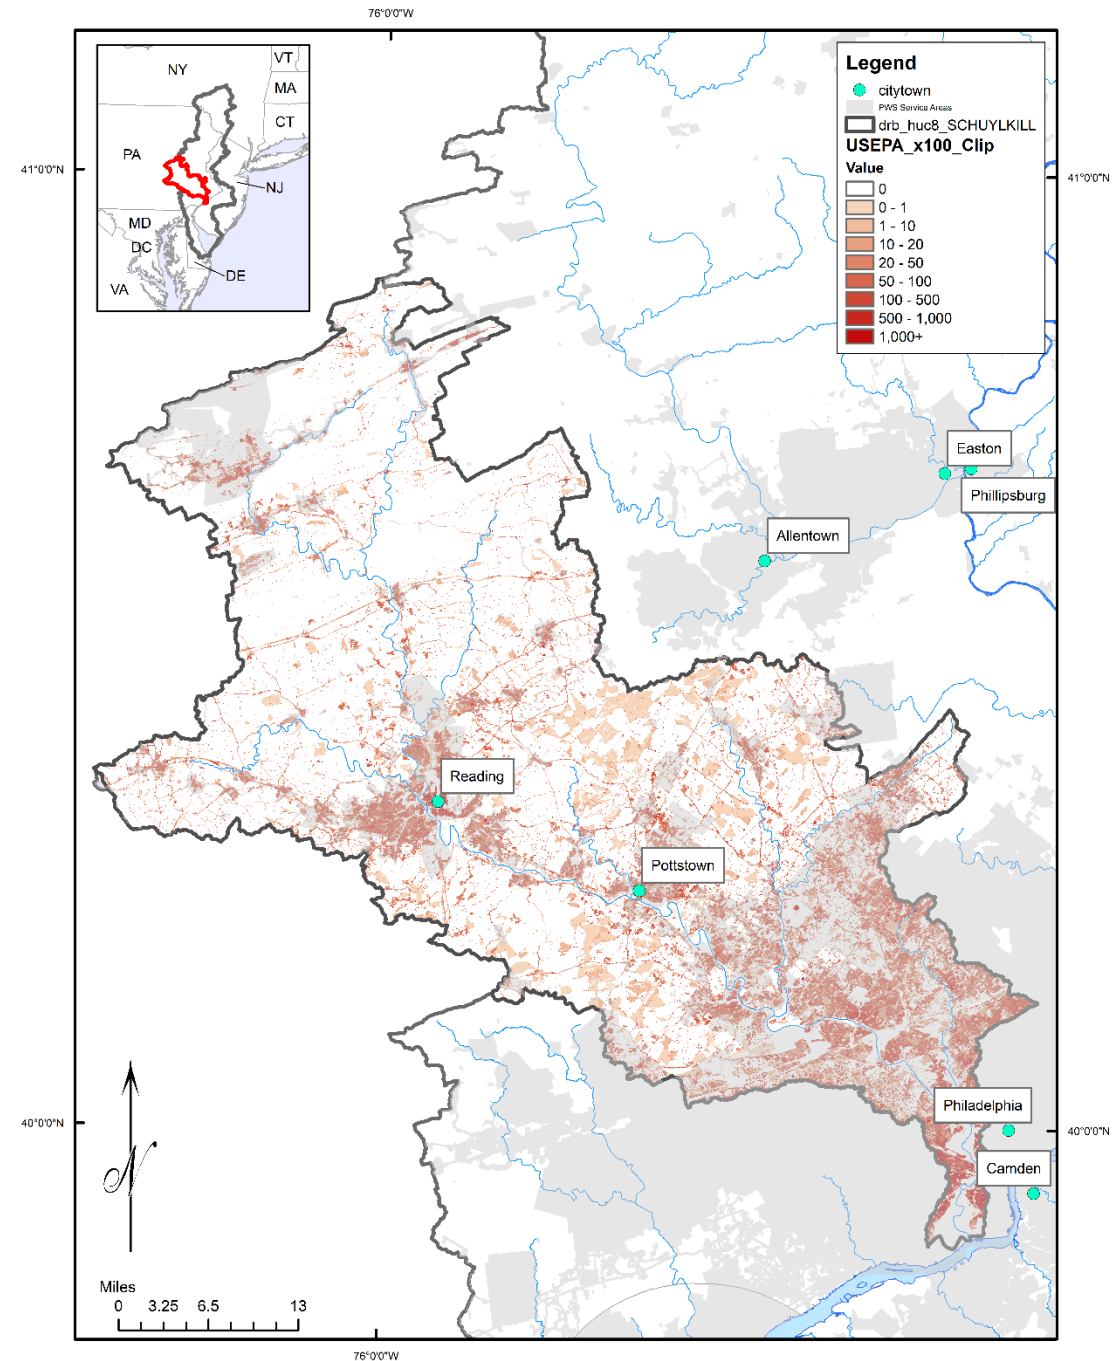 76°0'0"W
NY
VT
MA
CT
PA
NJ
MD
DC
DE
VA
Legend
citytown
PWS Service Areas
drb_huc8_SCHUYLKILL
USEPA_x100_Clip
Value
0
0 - 1
1 - 10
10 - 20
20 - 50
50 - 100
100 - 500
500 - 1,000
1,000+
41°0'0"N
41°0'0"N
Easton
Phillipsburg
Allentown
Reading
Pottstown
Philadelphia
Camden
40°0'0"N
40°0'0"N
N
Miles
0 3.25 6.5 13
76°0'0"W